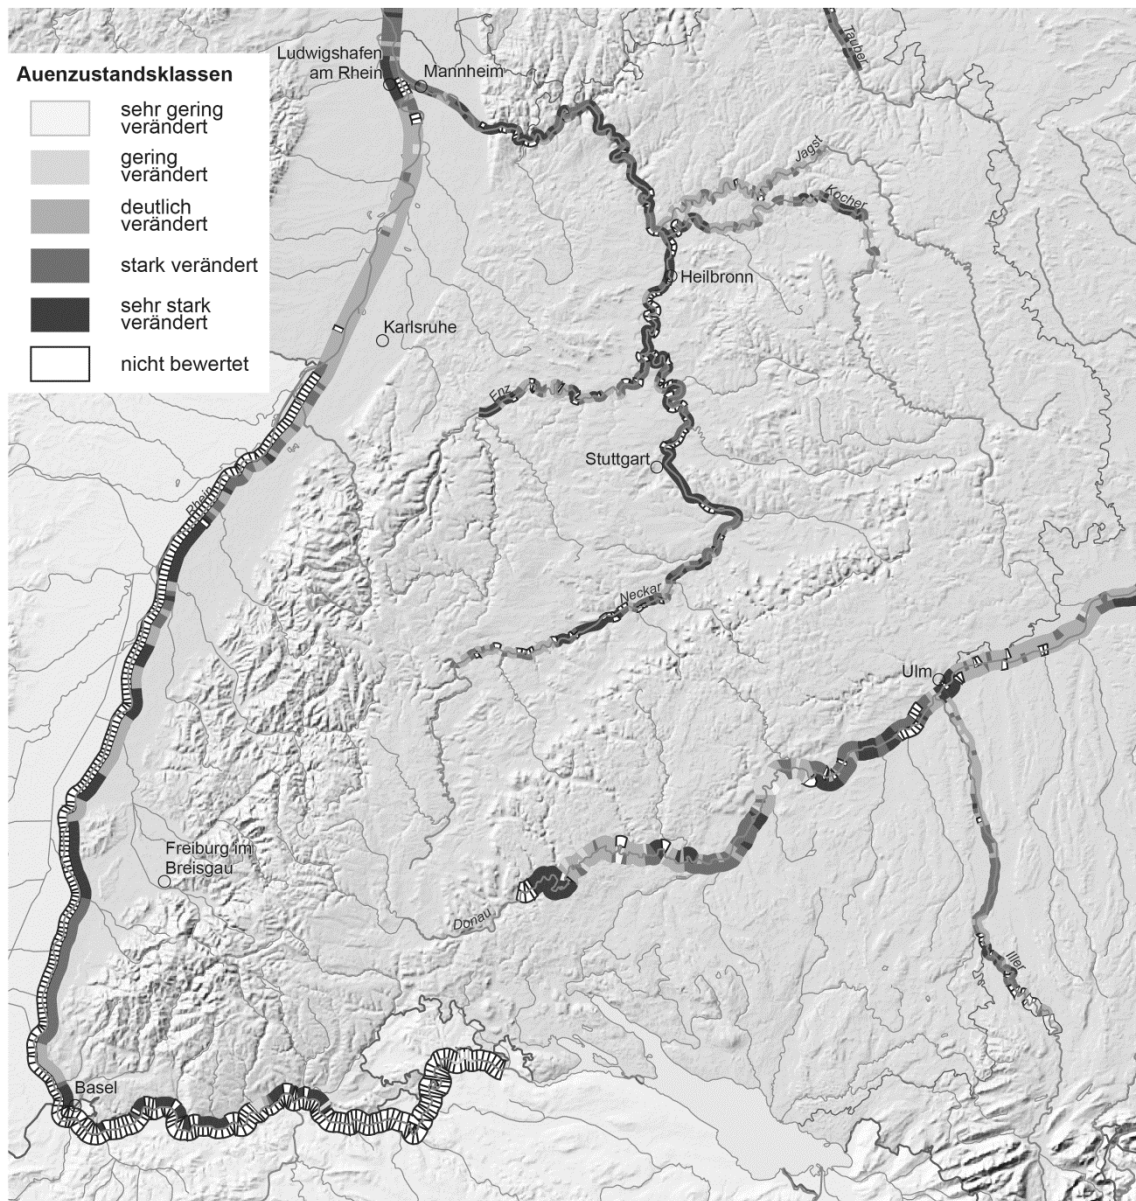 Auenzustandsklassen
sehr gering
verändert
gering
verändert
deutlich
verändert
stark verändert
sehr stark
verändert
nicht bewertet
Ludwigshafen
am Rhein
Mannheim
Tauber
Jagst
Kocher
Heilbronn
Karlsruhe
Enz
Stuttgart
Rhein
Neckar
Ulm
Freiburg im
Breisgau
Donau
Iller
Basel